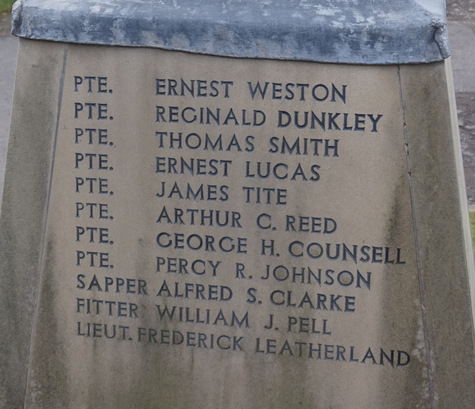 PTE. ERNEST WESTON
PTE. REGINALD DUNKLEY
PTE. THOMAS SMITH
PTE. ERNEST LUCAS
PTE. JAMES TITE
PTE. ARTHUR C. REED
PTE. GEORGE H. COUNSELL
PTE. PERCY R. JOHNSON
SAPPER ALFRED S. CLARKE
FITTER WILLIAM J. PELL
LIEUT. FREDERICK LEATHERLAND